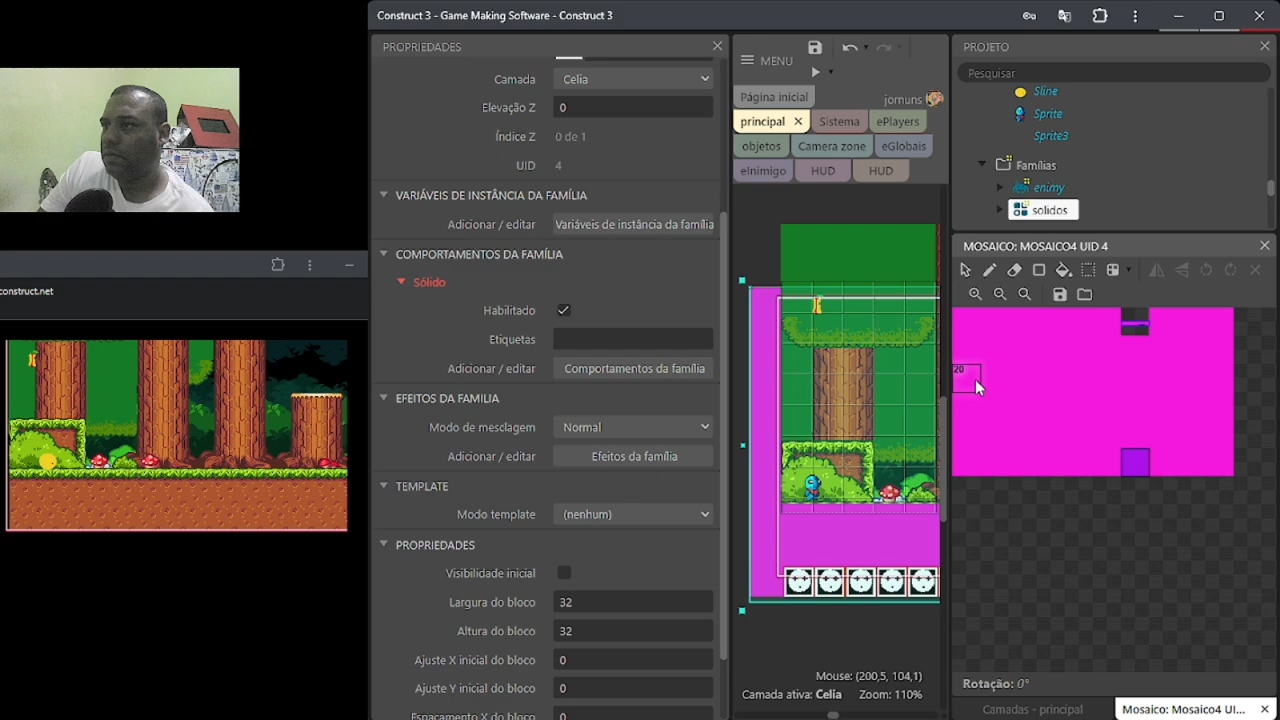 Construct 3 - Game Making Software - Construct 3
PROPRIEDADES
Camada
Celia
Elevação Z
0
Índice Z
0 de 1
UID
4
VARIÁVEIS DE INSTÂNCIA DA FAMÍLIA
Adicionar / editar
Variáveis de instância da família
COMPORTAMENTOS DA FAMÍLIA
Sólido
Habilitado
Etiquetas
Adicionar / editar
Comportamentos da família
EFEITOS DA FAMILIA
Modo de mesclagem
Normal
Adicionar / editar
Efeitos da família
TEMPLATE
Modo template
(nenhum)
PROPRIEDADES
Visibilidade inicial
Largura do bloco
32
Altura do bloco
32
Ajuste X inicial do bloco
0
Ajuste Y inicial do bloco
0
Espaçamento X do bloco
0
MENU
Página inicial
jornuns
principal
Sistema
ePlayers
objetos
Camera zone
eGlobais
eInimigo
HUD
HUD
Mouse: (200,5, 104,1)
Camada ativa: Celia
Zoom: 110%
PROJETO
Pesquisar
Sline
Sprite
Sprite3
Famílias
enimy
solidos
MOSAICO: MOSAICO4 UID 4
20
Rotação: 0°
Camadas - principal
Mosaico: Mosaico4 UI...
construct.net